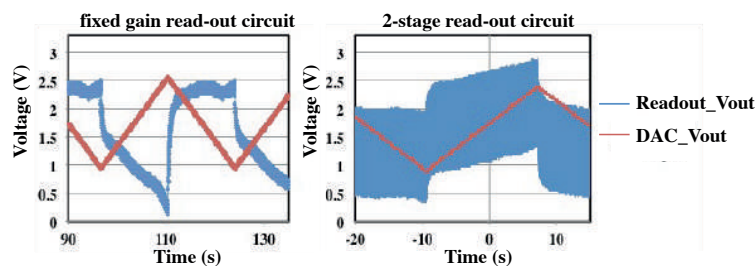 fixed gain read-out circuit
Voltage (V)
3
2.5
2
1.5
1
0.5
0
90
110
130
Time (s)
2-stage read-out circuit
Voltage (V)
3
2.5
2
1.5
1
0.5
0
-20
-10
0
10
Time (s)
Readout_Vout
DAC_Vout